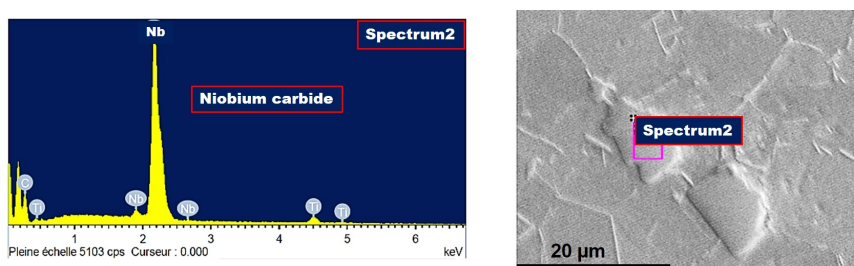 Nb
Spectrum2
Niobium carbide
C
Ti
Nb
Nb
Ti
Ti
1 2 3 4 5 6
Pleine échelle 5103 cps Curseur : 0.000 keV
Spectrum2
20 µm